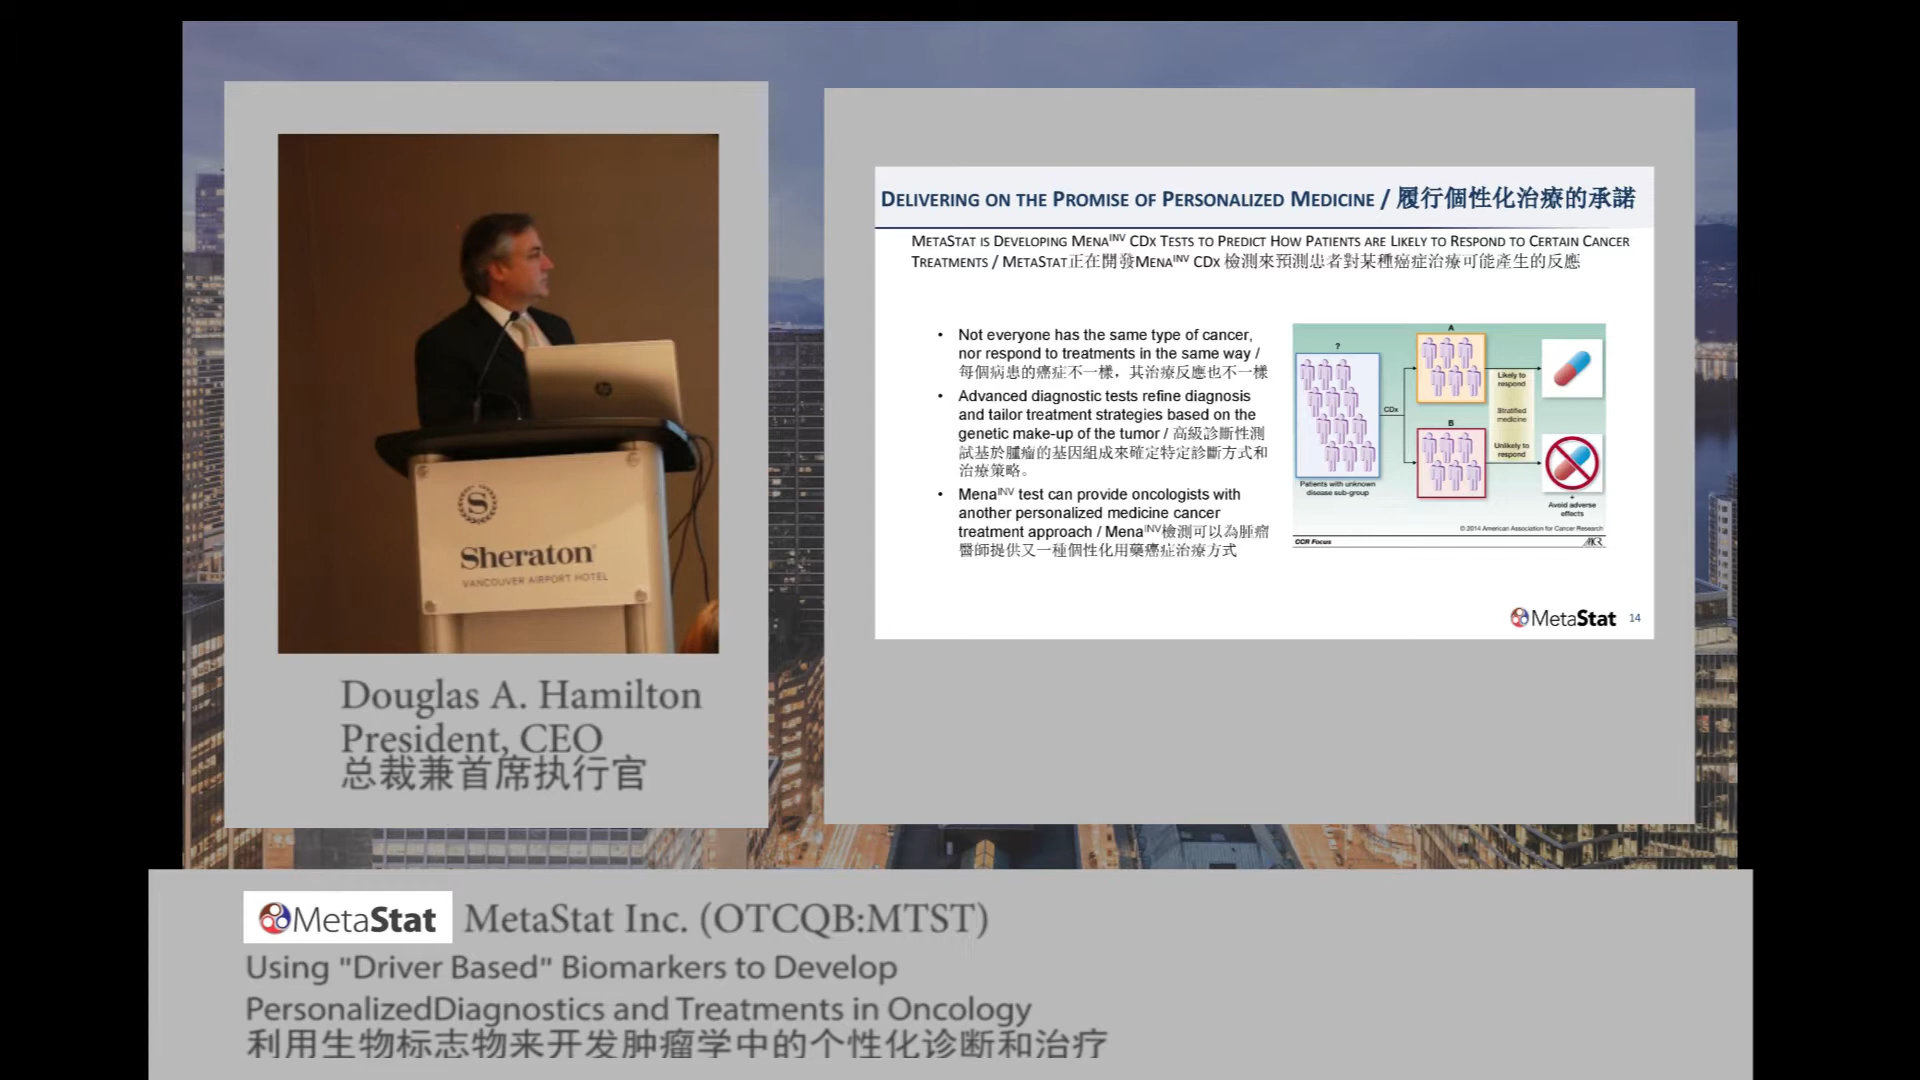 DELIVERING ON THE PROMISE OF PERSONALIZED MEDICINE / 履行個性化治療的承諾
METASTAT IS DEVELOPING MENAINV CDX TESTS TO PREDICT HOW PATIENTS ARE LIKELY TO RESPOND TO CERTAIN CANCER
TREATMENTS / METASTAT正在開發MENAINV CDX 檢測來預測患者對某種癌症治療可能產生的反應
• Not everyone has the same type of cancer,
nor respond to treatments in the same way /
每個病患的癌症不一樣，其治療反應也不一樣
• Advanced diagnostic tests refine diagnosis
and tailor treatment strategies based on the
genetic make-up of the tumor / 高級診斷性測
試基於腫瘤的基因組成來確定特定診斷方式和
治療策略。
• MenaINV test can provide oncologists with
another personalized medicine cancer
treatment approach / MenaINV檢測可以為腫瘤
醫師提供又一種個性化用藥癌症治療方式
?
Patients with unknown
disease sub-group
CDx
A
B
Likely to
respond
Stratified
medicine
Unlikely to
respond
+
Avoid adverse
effects
© 2014 American Association for Cancer Research
CCR Focus
AACR
MetaStat 14
hp
S
Sheraton
VANCOUVER AIRPORT HOTEL
Douglas A. Hamilton
President, CEO
总裁兼首席执行官
MetaStat MetaStat Inc. (OTCQB:MTST)
Using "Driver Based" Biomarkers to Develop
PersonalizedDiagnostics and Treatments in Oncology
利用生物标志物来开发肿瘤学中的个性化诊断和治疗